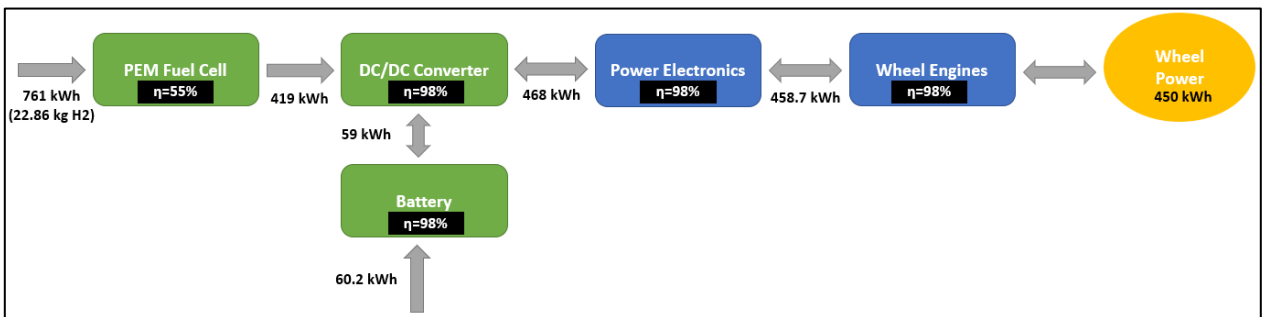 PEM Fuel Cell
η=55%
DC/DC Converter
η=98%
Power Electronics
η=98%
Wheel Engines
η=98%
Wheel
Power
450 kWh
761 kWh
(22.86 kg H2)
419 kWh
468 kWh
458.7 kWh
59 kWh
Battery
η=98%
60.2 kWh